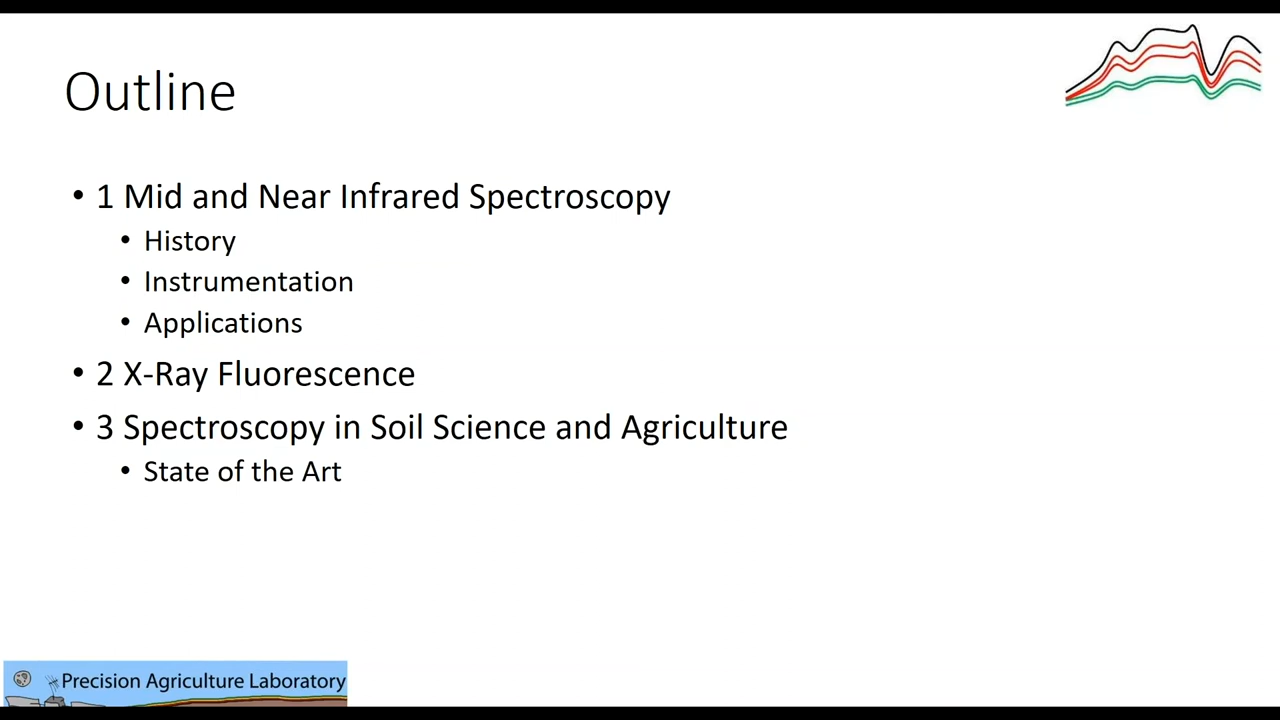 Outline
• 1 Mid and Near Infrared Spectroscopy
• History
• Instrumentation
• Applications
• 2 X-Ray Fluorescence
• 3 Spectroscopy in Soil Science and Agriculture
• State of the Art
Precision Agriculture Laboratory